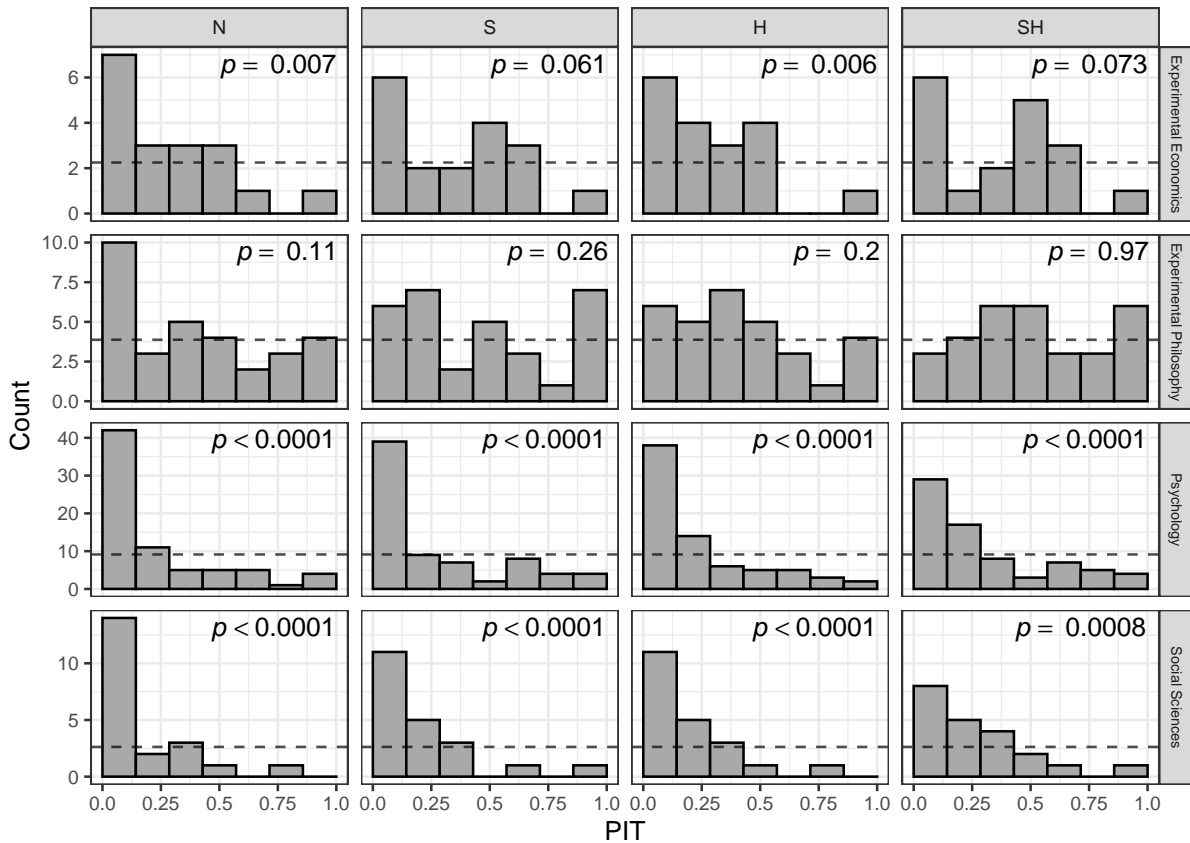 N S H SH
p = 0.007 p = 0.061 p = 0.006 p = 0.073
6
4
2
0
Experimental Economics
p = 0.11 p = 0.26 p = 0.2 p = 0.97
10.0
7.5
5.0
2.5
0.0
Experimental Philosophy
p < 0.0001 p < 0.0001 p < 0.0001 p < 0.0001
40
30
20
10
0
Psychology
p < 0.0001 p < 0.0001 p < 0.0001 p = 0.0008
10
5
0
Social Sciences
0.0 0.25 0.5 0.75 1.0 0.0 0.25 0.5 0.75 1.0 0.0 0.25 0.5 0.75 1.0 0.0 0.25 0.5 0.75 1.0
PIT
Count